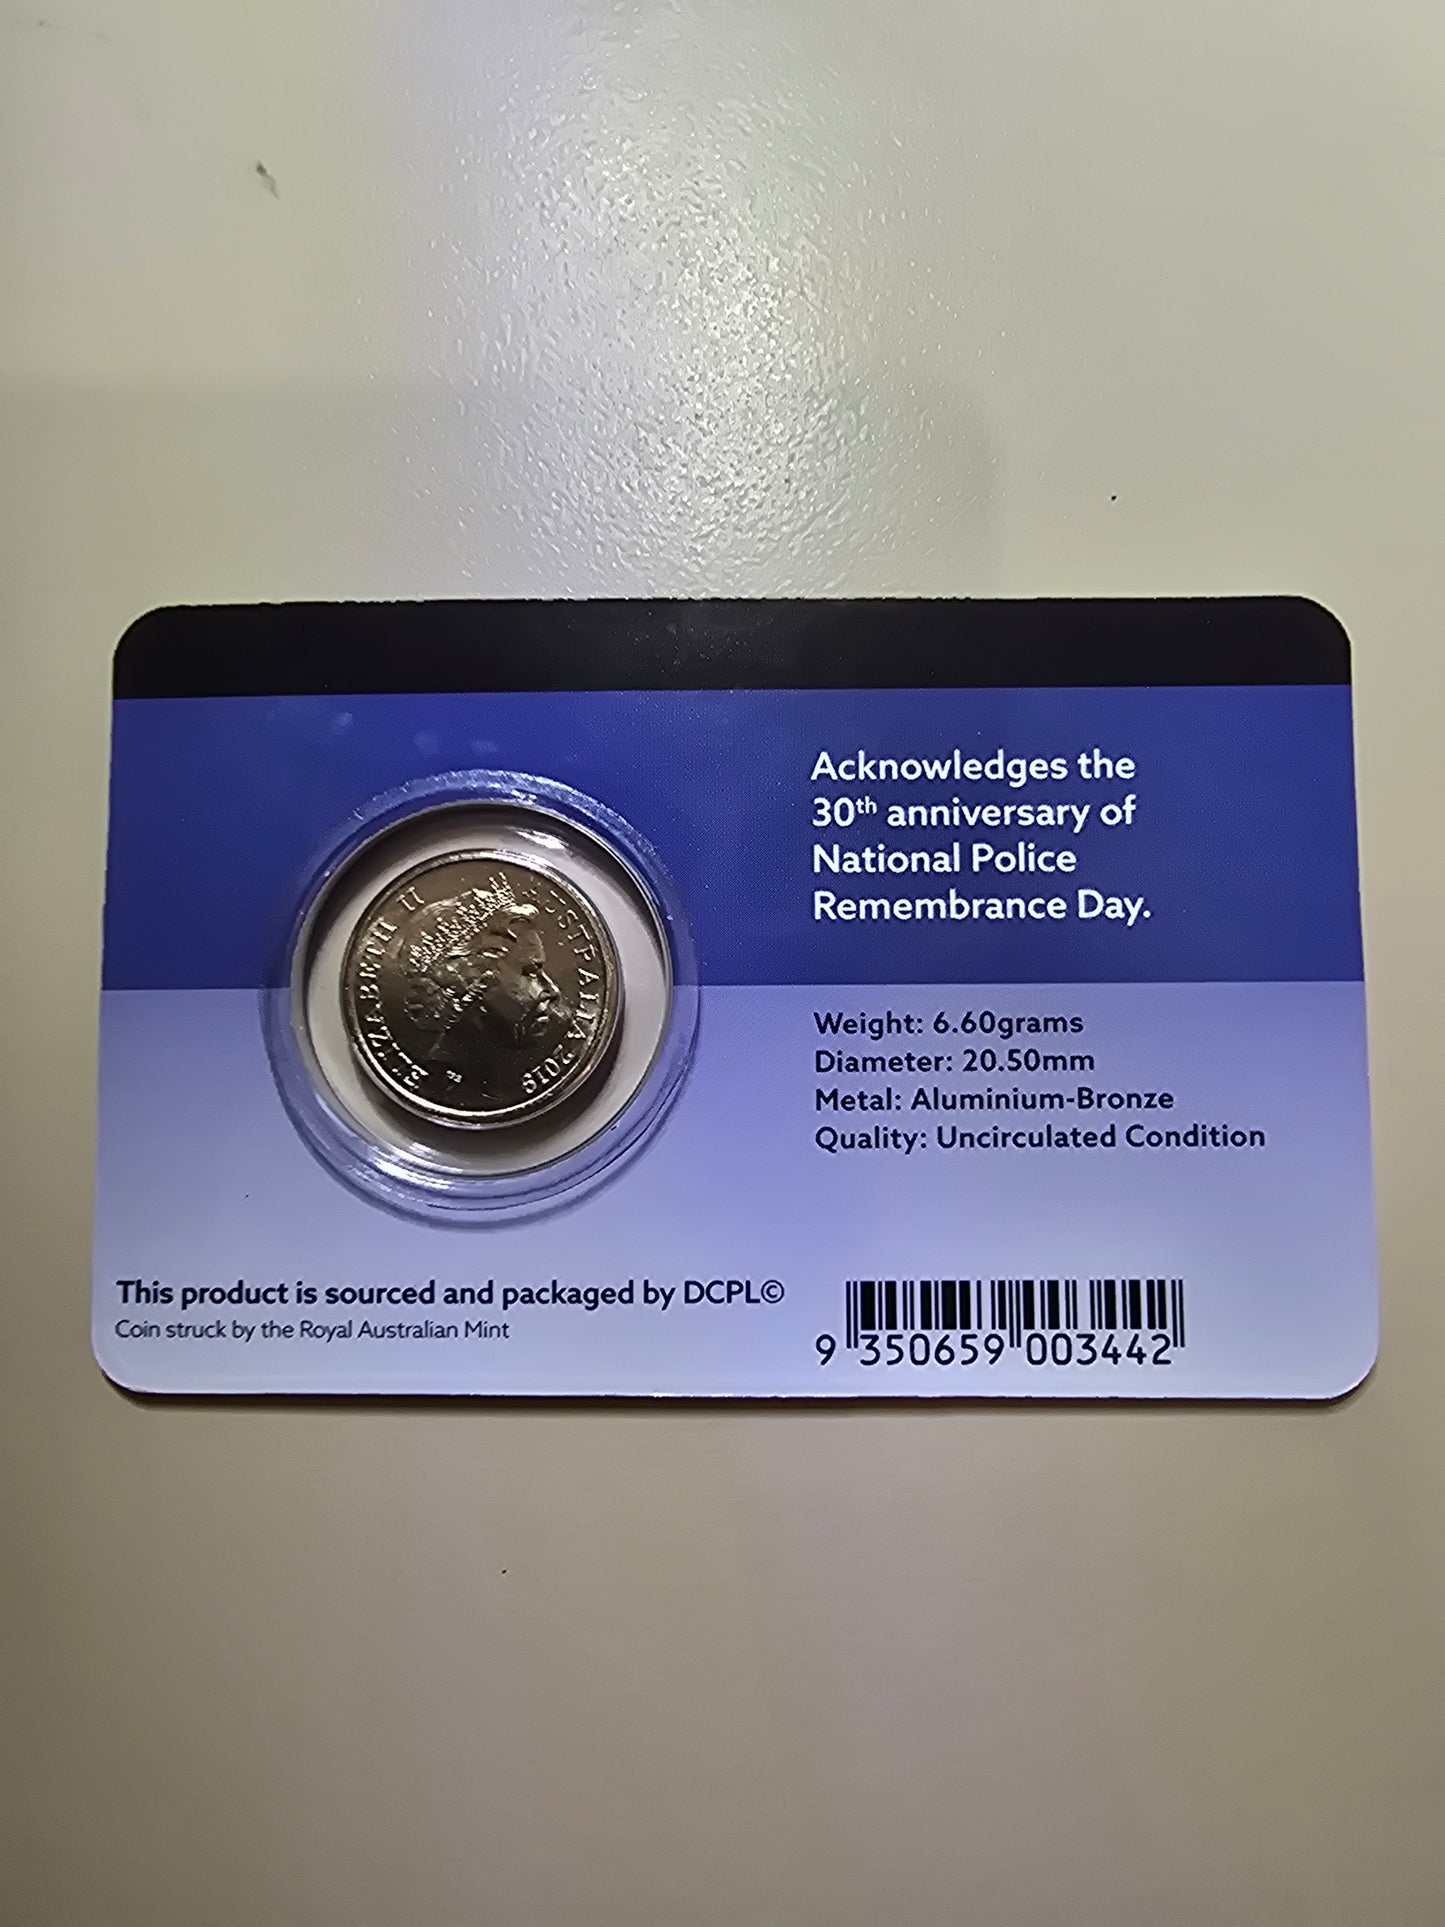 Acknowledges the
30th anniversary of
National Police
Remembrance Day.
ELIZABETH II
AUSTRALIA 2019
Weight: 6.60grams
Diameter: 20.50mm
Metal: Aluminium-Bronze
Quality: Uncirculated Condition
This product is sourced and packaged by DCPL©
Coin struck by the Royal Australian Mint
9 350659 003442